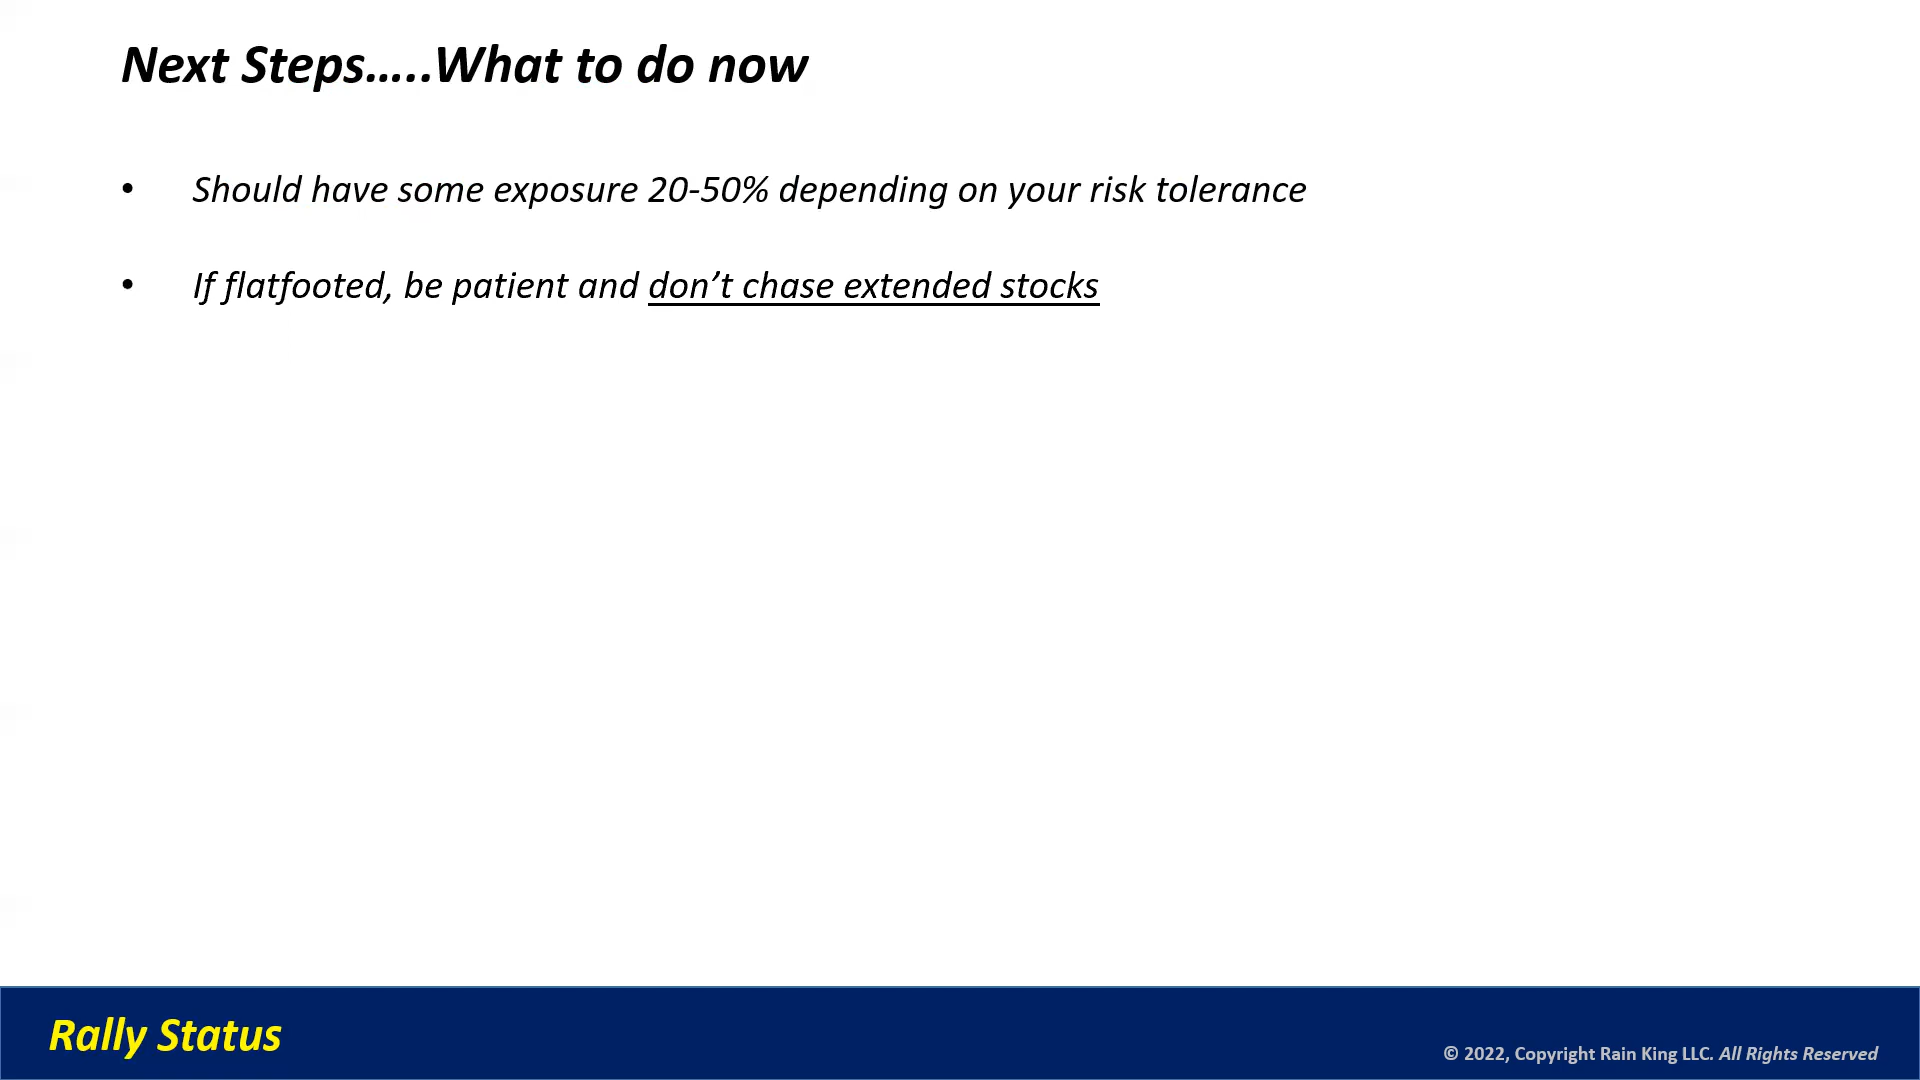 Next Steps.....What to do now
• Should have some exposure 20-50% depending on your risk tolerance
• If flatfooted, be patient and don’t chase extended stocks
Rally Status
© 2022, Copyright Rain King LLC. All Rights Reserved